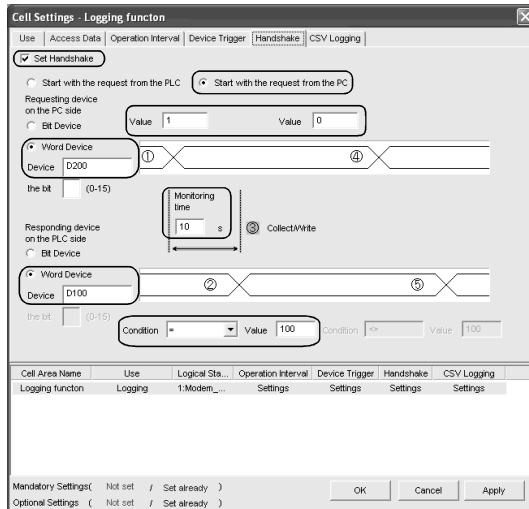 Cell Settings - Logging functon
Use Access Data Operation Interval Device Trigger Handshake CSV Logging
Set Handshake
Start with the request from the PLC Start with the request from the PC
Requesting device
on the PC side
Bit Device
Value 1 Value 0
Word Device
Device D200
① ④
the bit (0-15)
Monitoring
time
10 s
③ Collect/Write
Responding device
on the PLC side
Bit Device
Word Device
Device D100
② ⑤
the bit (0-15)
Condition = Value 100 Condition <> Value 100
Cell Area Name Use Logical Sta... Operation Interval Device Trigger Handshake CSV Logging
Logging functon Logging 1:Modem_... Settings Settings Settings Settings
Mandatory Settings( Not set / Set already )
Optional Settings ( Not set / Set already )
OK Cancel Apply